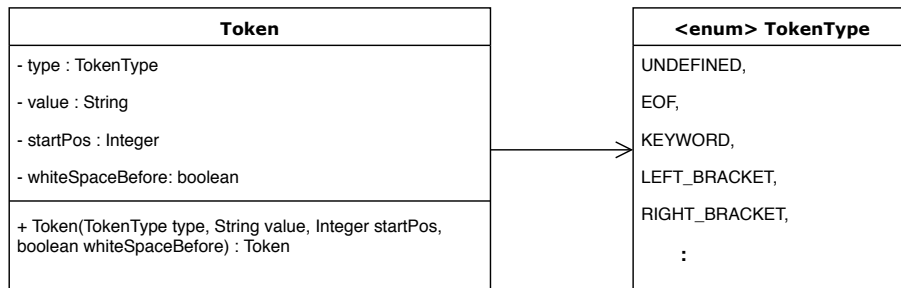 Token
- type : TokenType
- value : String
- startPos : Integer
- whiteSpaceBefore: boolean
+ Token(TokenType type, String value, Integer startPos,
boolean whiteSpaceBefore) : Token
<enum> TokenType
UNDEFINED,
EOF,
KEYWORD,
LEFT_BRACKET,
RIGHT_BRACKET,
: